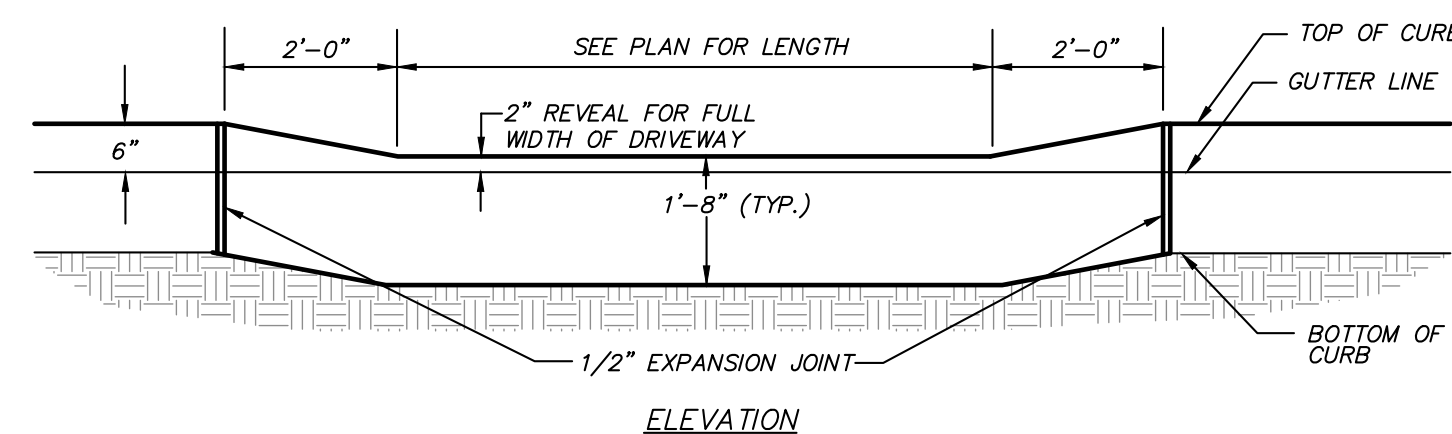 2'-0"
SEE PLAN FOR LENGTH
2'-0"
TOP OF CURB
GUTTER LINE
2" REVEAL FOR FULL
WIDTH OF DRIVEWAY
6"
1'-8" (TYP.)
1/2" EXPANSION JOINT
BOTTOM OF
CURB
ELEVATION